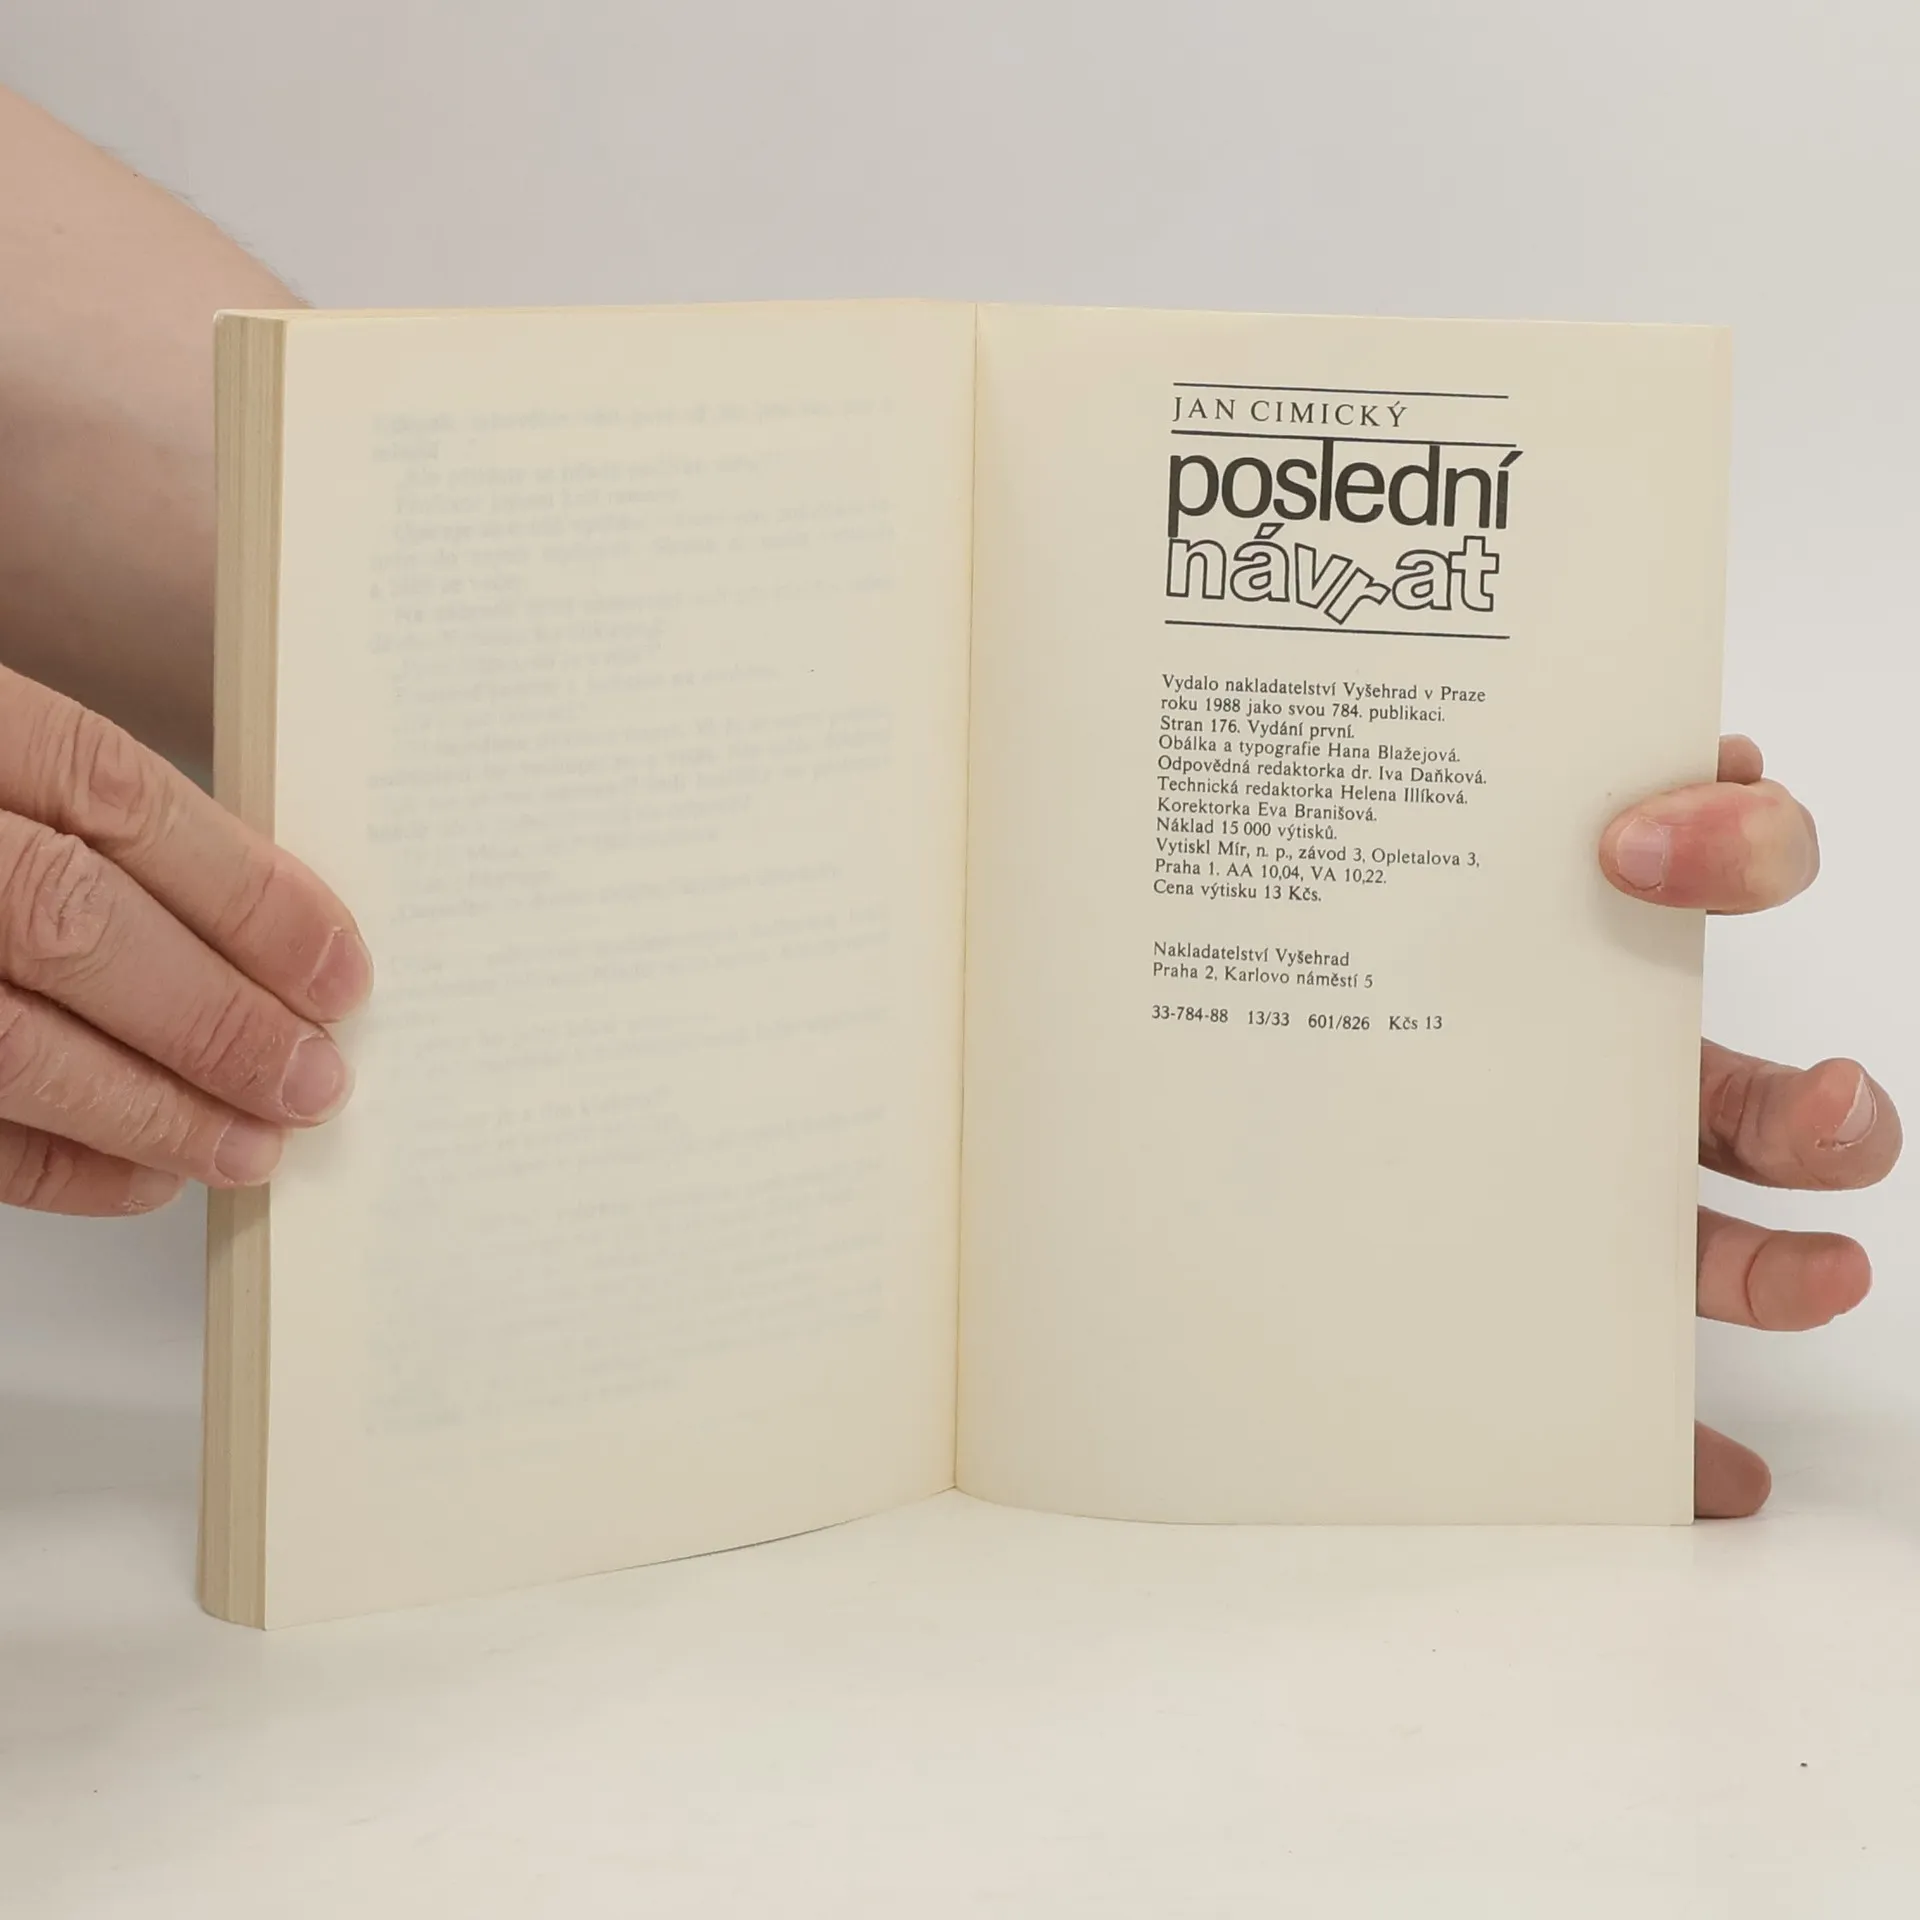 JAN CIMICKÝ
poslední
návrat
Vydalo nakladatelství Vyšehrad v Praze
roku 1988 jako svou 784. publikaci.
Stran 176. Vydání první.
Obálka a typografie Hana Blažejová.
Odpovědná redaktorka dr. Iva Daňková.
Technická redaktorka Helena Illíková.
Korektorka Eva Branišová.
Náklad 15 000 výtisků.
Vytiskl Mír, n. p., závod 3, Opletalova 3,
Praha 1. AA 10,04, VA 10,22.
Cena výtisku 13 Kčs.
Nakladatelství Vyšehrad
Praha 2, Karlovo náměstí 5
33-784-88 13/33 601/826 Kčs 13